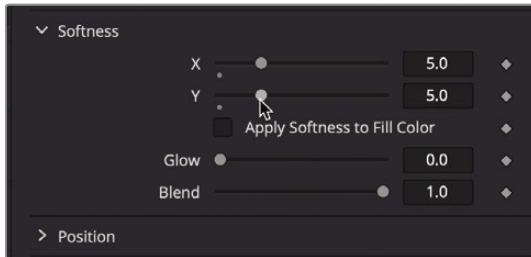 Softness
X 5.0
Y 5.0
Apply Softness to Fill Color
Glow 0.0
Blend 1.0
Position